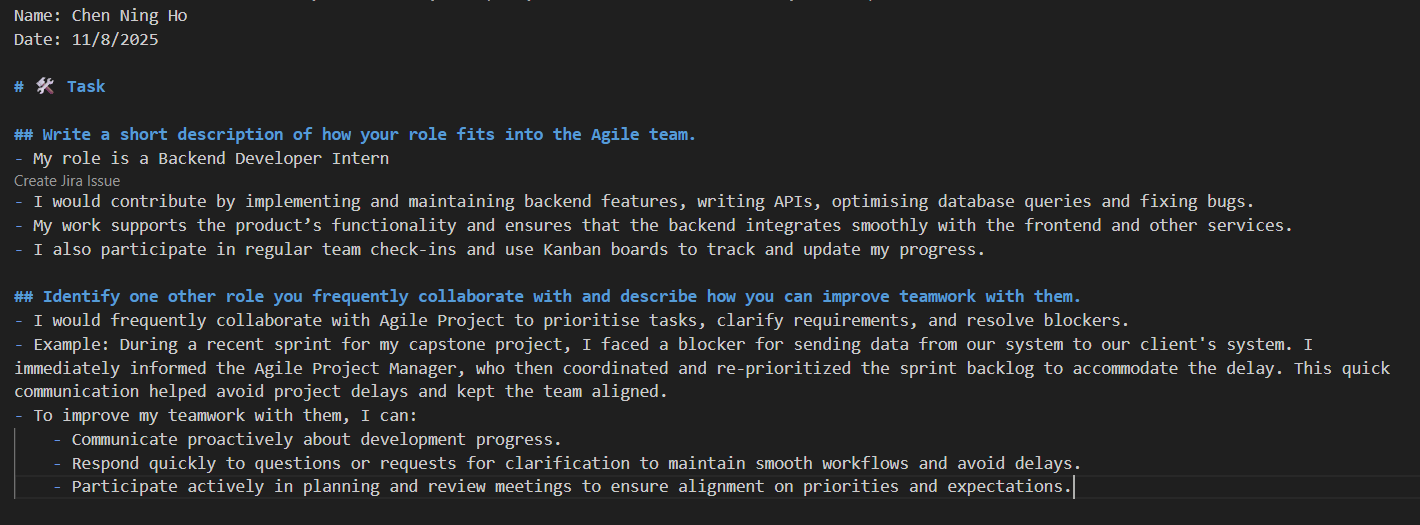 Name: Chen Ning Ho
Date: 11/8/2025
# 🛠 Task
## Write a short description of how your role fits into the Agile team.
- My role is a Backend Developer Intern
Create Jira Issue
- I would contribute by implementing and maintaining backend features, writing APIs, optimising database queries and fixing bugs.
- My work supports the product’s functionality and ensures that the backend integrates smoothly with the frontend and other services.
- I also participate in regular team check-ins and use Kanban boards to track and update my progress.
## Identify one other role you frequently collaborate with and describe how you can improve teamwork with them.
- I would frequently collaborate with Agile Project to prioritise tasks, clarify requirements, and resolve blockers.
- Example: During a recent sprint for my capstone project, I faced a blocker for sending data from our system to our client's system. I
immediately informed the Agile Project Manager, who then coordinated and re-prioritized the sprint backlog to accommodate the delay. This quick
communication helped avoid project delays and kept the team aligned.
- To improve my teamwork with them, I can:
- Communicate proactively about development progress.
- Respond quickly to questions or requests for clarification to maintain smooth workflows and avoid delays.
- Participate actively in planning and review meetings to ensure alignment on priorities and expectations.